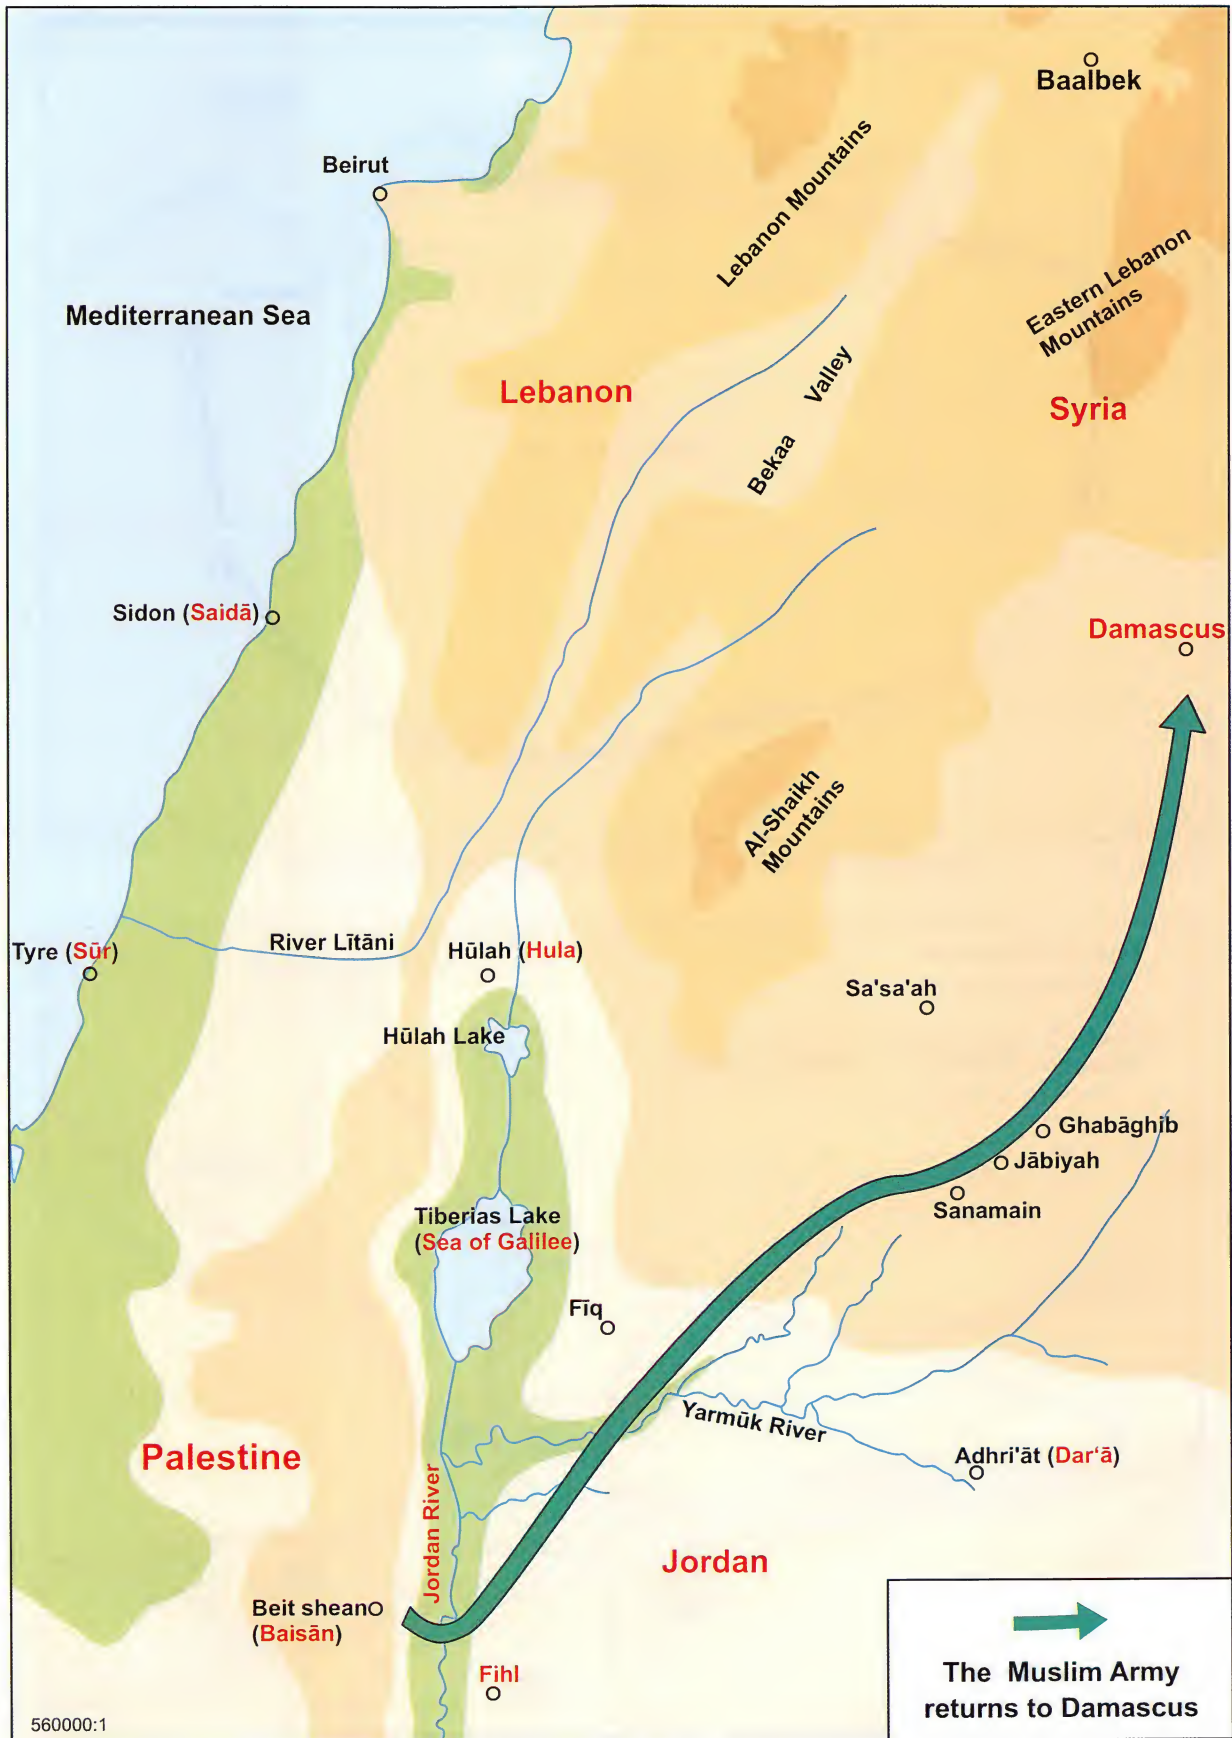 Baalbek
Beirut
Lebanon Mountains
Eastern Lebanon
Mountains
Mediterranean Sea
Lebanon
Bekaa Valley
Syria
Sidon (Saidā)
Damascus
Al-Shaikh
Mountains
Tyre (Sūr)
River Lītāni
Hūlah (Hula)
Sa'sa'ah
Hūlah Lake
Ghabāghib
Jābiyah
Sanamain
Tiberias Lake
(Sea of Galilee)
Fīq
Yarmūk River
Palestine
Adhri'āt (Dar‘ā)
Jordan River
Jordan
Beit shean
(Baisān)
Fihl
The Muslim Army
returns to Damascus
560000:1